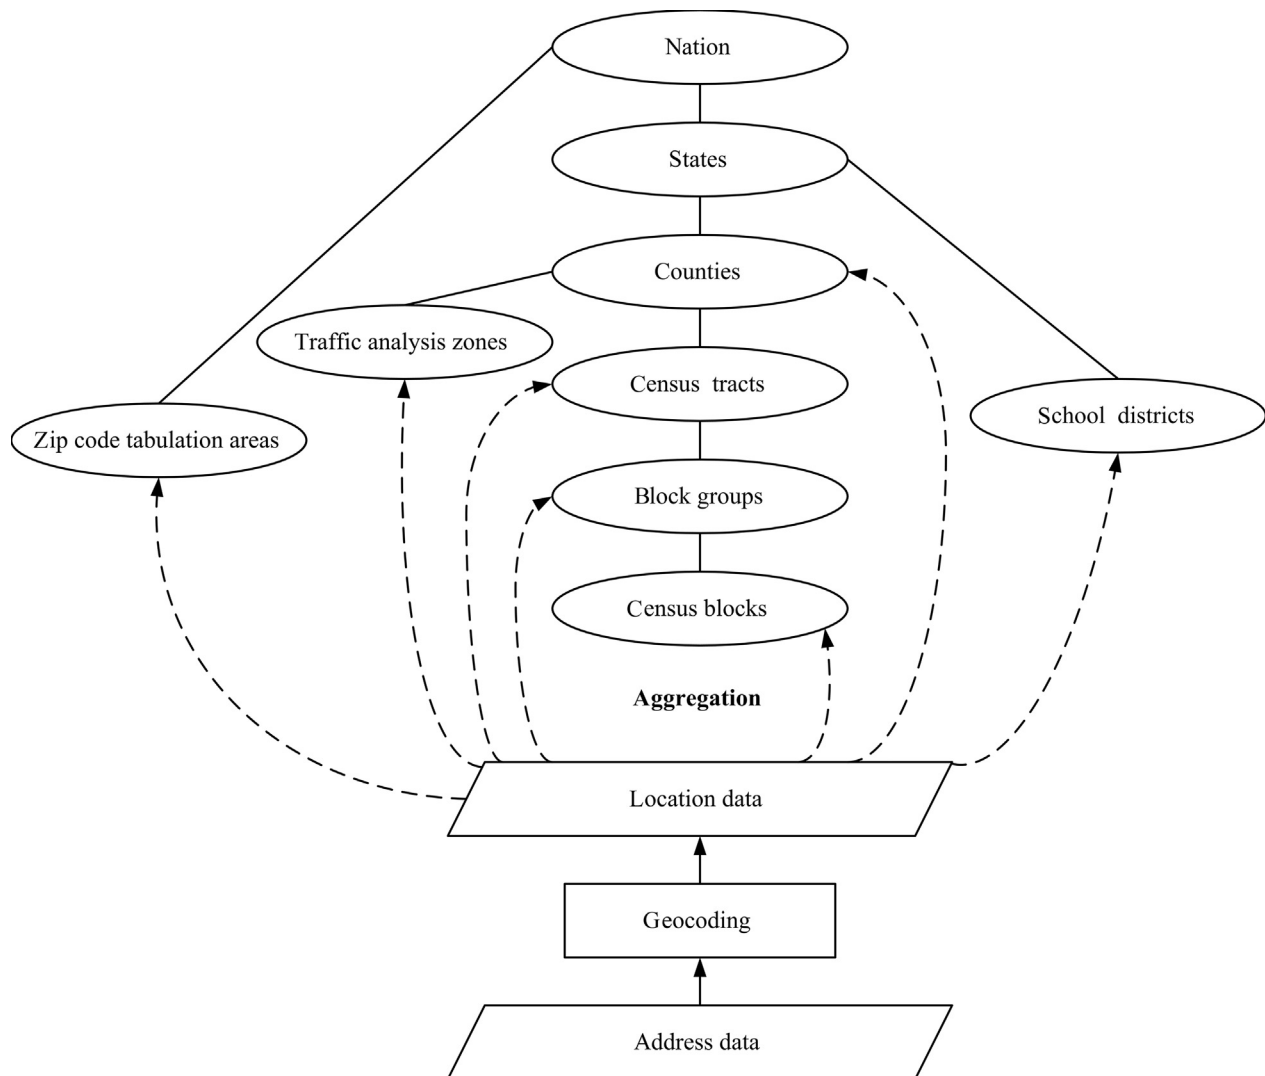 Nation
States
Counties
Traffic analysis zones
Census tracts
School districts
Zip code tabulation areas
Block groups
Census blocks
Aggregation
Location data
Geocoding
Address data